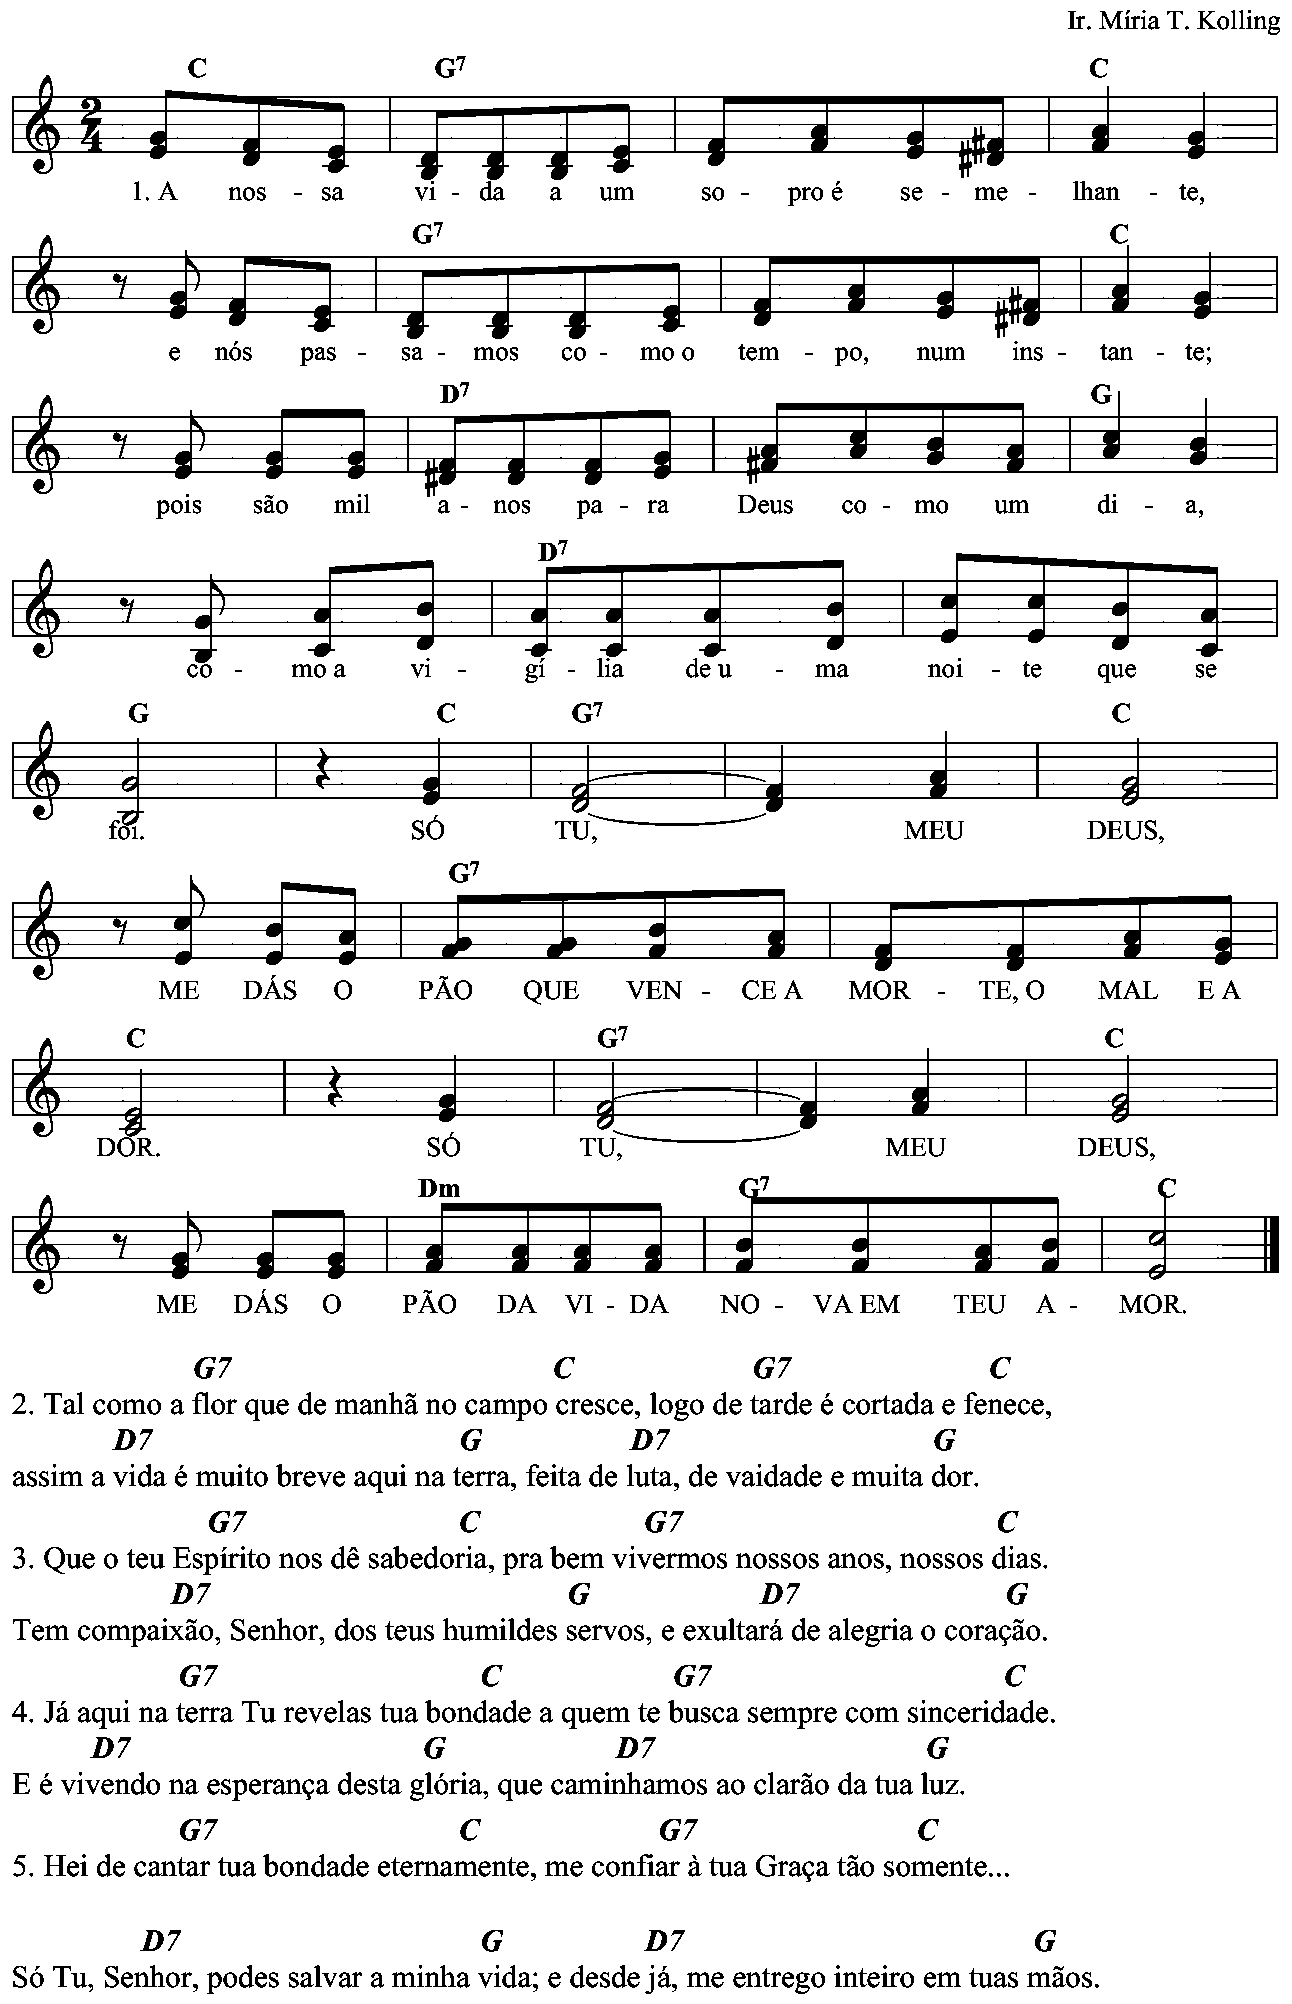 Ir. Míria T. Kolling
C G7 C
2
4
1. A nos - sa vi - da a um so - pro é se - me - lhan - te,
G7 C
e nós pas - sa - mos co - mo o tem - po, num ins - tan - te;
D7 G
pois são mil a - nos pa - ra Deus co - mo um di - a,
D7
co - mo a vi - gí - lia de u - ma noi - te que se
G C G7 C
foi. SÓ TU, MEU DEUS,
G7
ME DÁS O PÃO QUE VEN - CE A MOR - TE, O MAL E A
C G7 C
DOR. SÓ TU, MEU DEUS,
Dm G7 C
ME DÁS O PÃO DA VI - DA NO - VA EM TEU A - MOR.
G7 C G7 C
2. Tal como a flor que de manhã no campo cresce, logo de tarde é cortada e fenece,
D7 G D7 G
assim a vida é muito breve aqui na terra, feita de luta, de vaidade e muita dor.
G7 C G7 C
3. Que o teu Espírito nos dê sabedoria, pra bem vivermos nossos anos, nossos dias.
D7 G D7 G
Tem compaixão, Senhor, dos teus humildes servos, e exultará de alegria o coração.
G7 C G7 C
4. Já aqui na terra Tu revelas tua bondade a quem te busca sempre com sinceridade.
D7 G D7 G
E é vivendo na esperança desta glória, que caminhamos ao clarão da tua luz.
G7 C G7 C
5. Hei de cantar tua bondade eternamente, me confiar à tua Graça tão somente...
D7 G D7 G
Só Tu, Senhor, podes salvar a minha vida; e desde já, me entrego inteiro em tuas mãos.